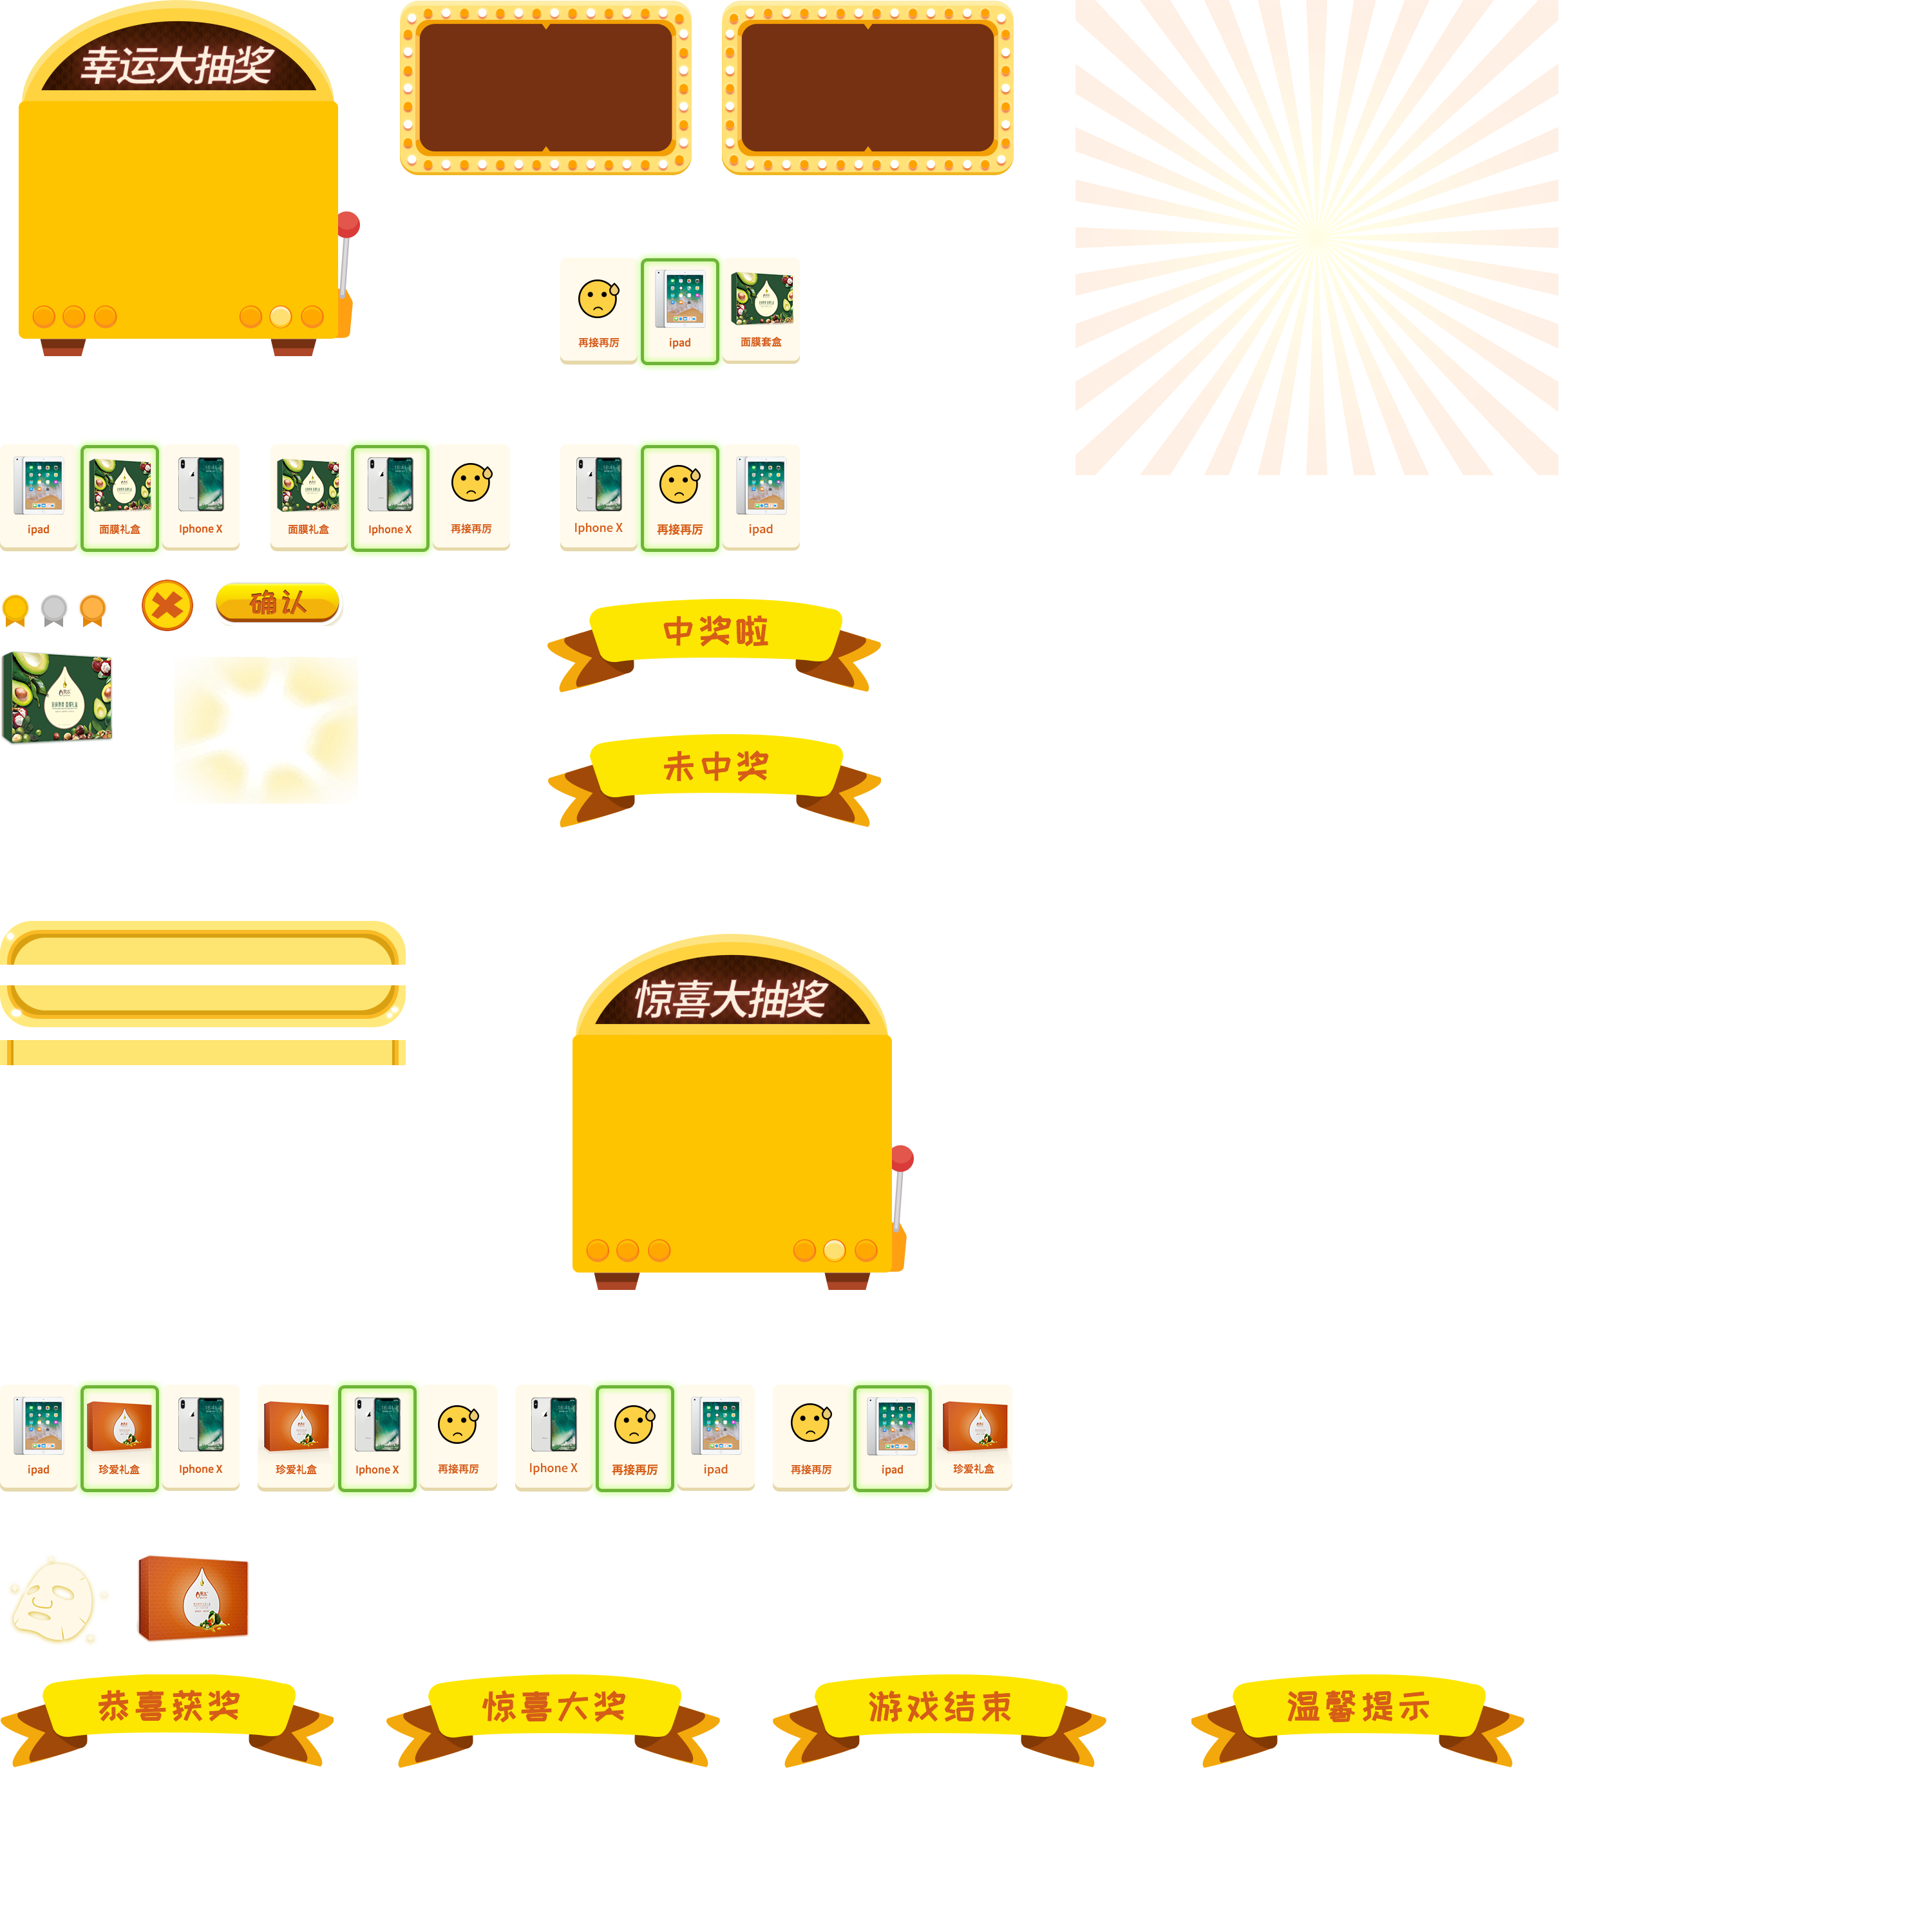 幸运大抽奖
再接再厉
ipad
面膜套盒
ipad
面膜礼盒
Iphone X
面膜礼盒
Iphone X
再接再厉
Iphone X
再接再厉
ipad
确认
中奖啦
未中奖
惊喜大抽奖
ipad
珍爱礼盒
Iphone X
珍爱礼盒
Iphone X
再接再厉
Iphone X
再接再厉
ipad
再接再厉
ipad
珍爱礼盒
恭喜获奖
惊喜大奖
游戏结束
温馨提示